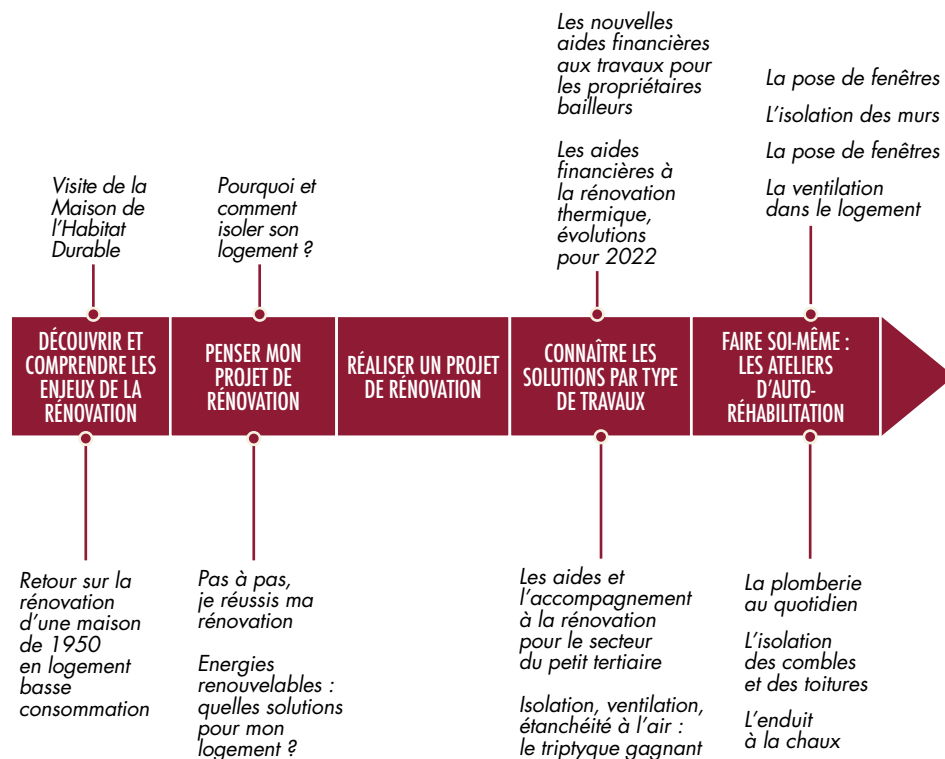 Les nouvelles
aides financières
aux travaux pour
les propriétaires
bailleurs
Les aides
financières à
la rénovation
thermique,
évolutions
pour 2022
La pose de fenêtres
L'isolation des murs
La pose de fenêtres
La ventilation
dans le logement
Visite de la
Maison de
l'Habitat
Durable
Pourquoi et
comment
isoler son
logement ?
DÉCOUVRIR ET
COMPRENDRE LES
ENJEUX DE LA
RÉNOVATION
PENSER MON
PROJET DE
RÉNOVATION
RÉALISER UN PROJET
DE RÉNOVATION
CONNAÎTRE LES
SOLUTIONS PAR TYPE
DE TRAVAUX
FAIRE SOI-MÊME :
LES ATELIERS
D'AUTO-
RÉHABILITATION
Retour sur la
rénovation
d'une maison
de 1950
en logement
basse
consommation
Pas à pas,
je réussis ma
rénovation
Energies
renouvelables :
quelles solutions
pour mon
logement ?
Les aides et
l'accompagnement
à la rénovation
pour le secteur
du petit tertiaire
Isolation, ventilation,
étanchéité à l'air :
le triptyque gagnant
La plomberie
au quotidien
L'isolation
des combles
et des toitures
L'enduit
à la chaux